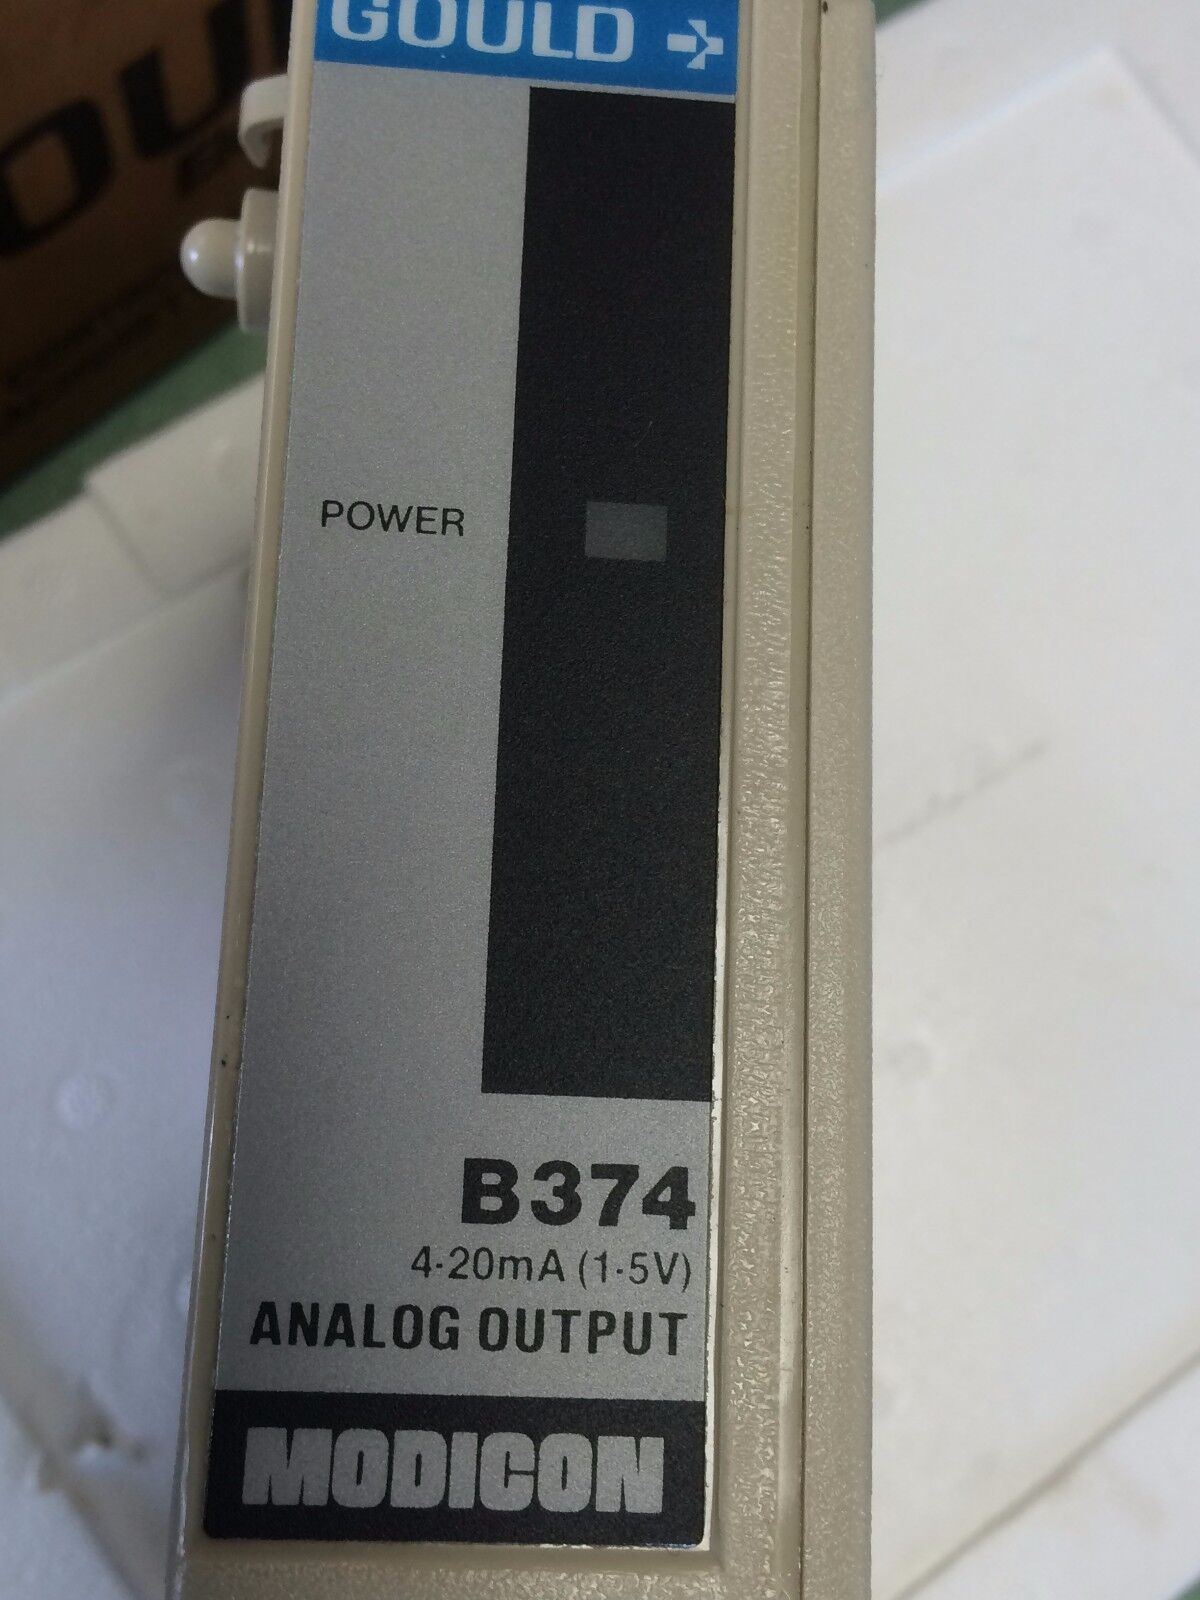 GOULD
POWER
B374
4-20mA (1-5V)
ANALOG OUTPUT
MODICON